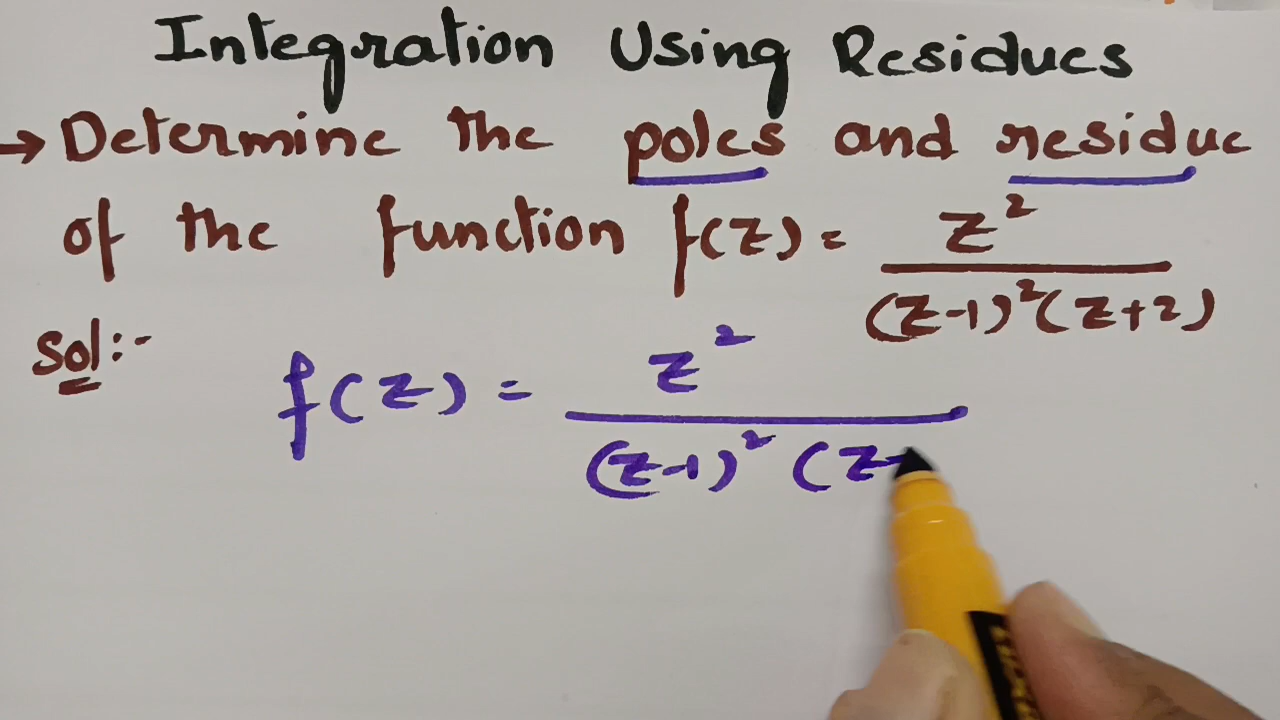 Integration Using Residues
→ Determine the poles and residue
of the function f(z) = z²
(z-1)²(z+2)
Sol:-
f(z) = z²
(z-1)² (z